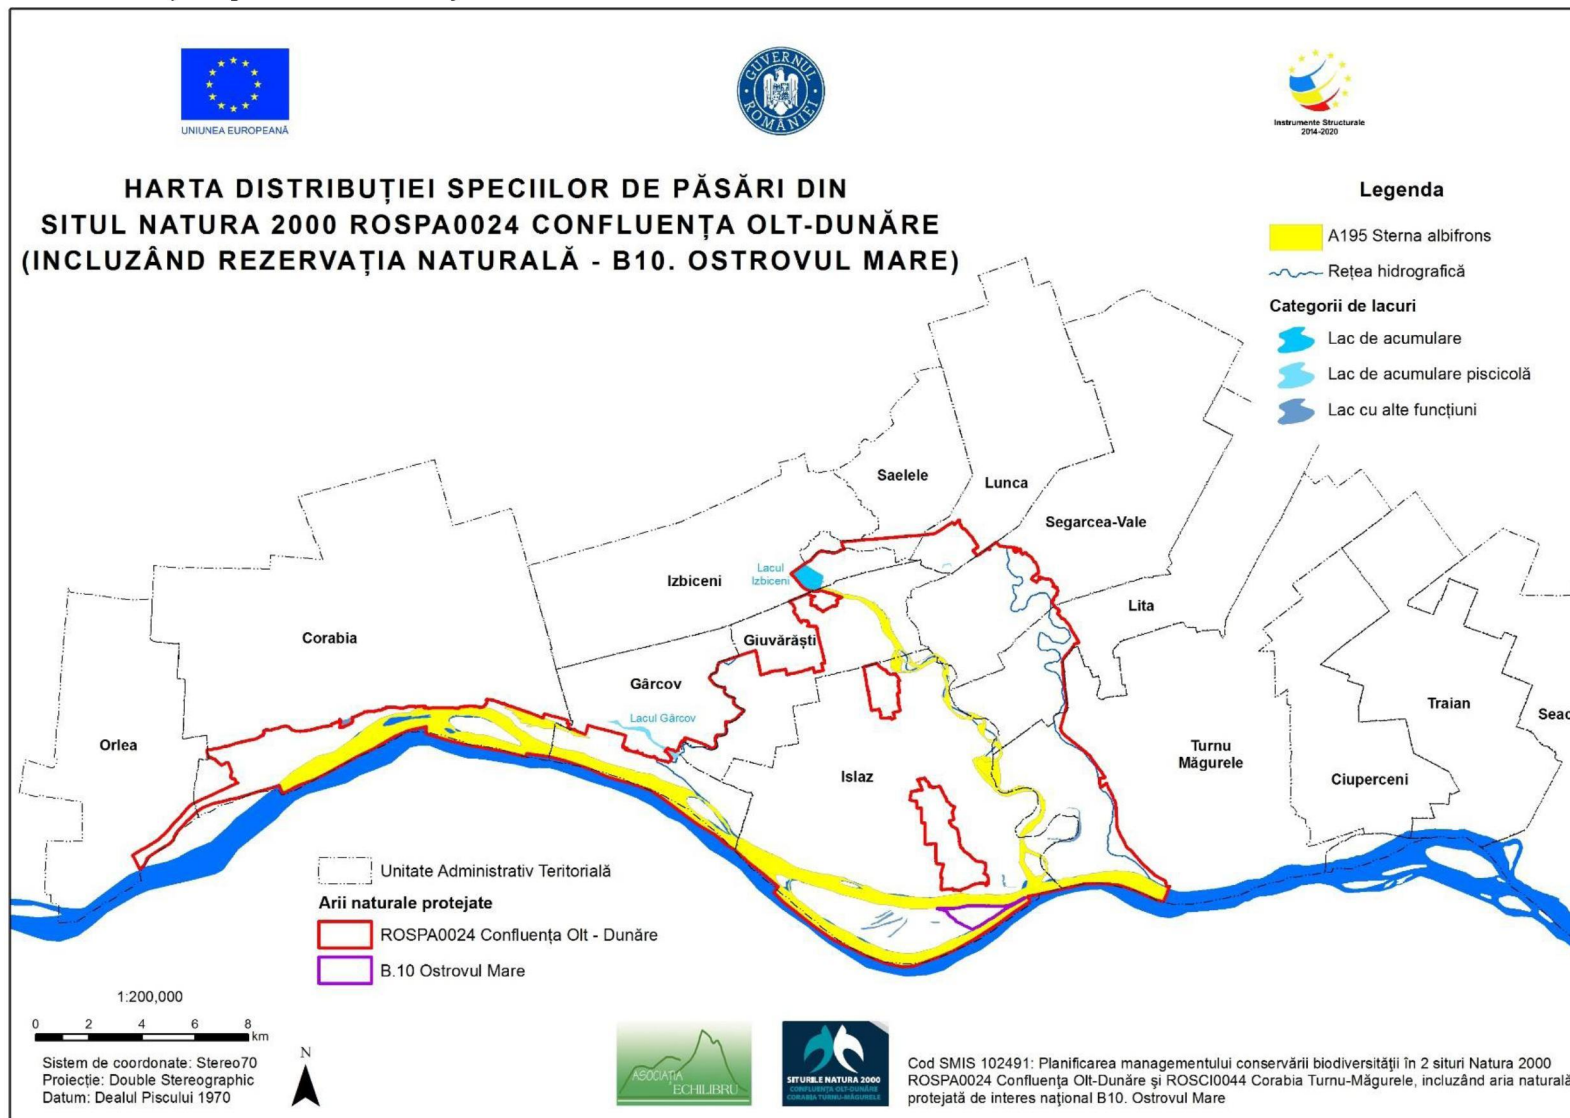 UNIUNEA EUROPEANĂ
GUVERNUL ROMÂNIEI
Instrumente Structurale
2014-2020
HARTA DISTRIBUȚIEI SPECIILOR DE PĂSĂRI DIN
SITUL NATURA 2000 ROSPA0024 CONFLUENȚA OLT-DUNĂRE
(INCLUZÂND REZERVAȚIA NATURALĂ - B10. OSTROVUL MARE)
Legenda
A195 Sterna albifrons
Rețea hidrografică
Categorii de lacuri
Lac de acumulare
Lac de acumulare piscicolă
Lac cu alte funcțiuni
Saelele
Lunca
Segarcea-Vale
Lacul
Izbiceni
Izbiceni
Lita
Corabia
Giuvărăști
Gârcov
Lacul Gârcov
Orlea
Islaz
Turnu
Măgurele
Traian
Seac
Ciuperceni
Unitate Administrativ Teritorială
Arii naturale protejate
ROSPA0024 Confluența Olt - Dunăre
B.10 Ostrovul Mare
1:200,000
0 2 4 6 8
km
Sistem de coordonate: Stereo70
Proiecție: Double Stereographic
Datum: Dealul Piscului 1970
N
ASOCIAȚIA
ECHILIBRU
SITURILE NATURA 2000
CONFLUENȚA OLT-DUNĂRE
CORABIA TURNU-MĂGURELE
Cod SMIS 102491: Planificarea managementului conservării biodiversității în 2 situri Natura 2000
ROSPA0024 Confluența Olt-Dunăre și ROSCI0044 Corabia Turnu-Măgurele, incluzând aria naturală
protejată de interes național B10. Ostrovul Mare